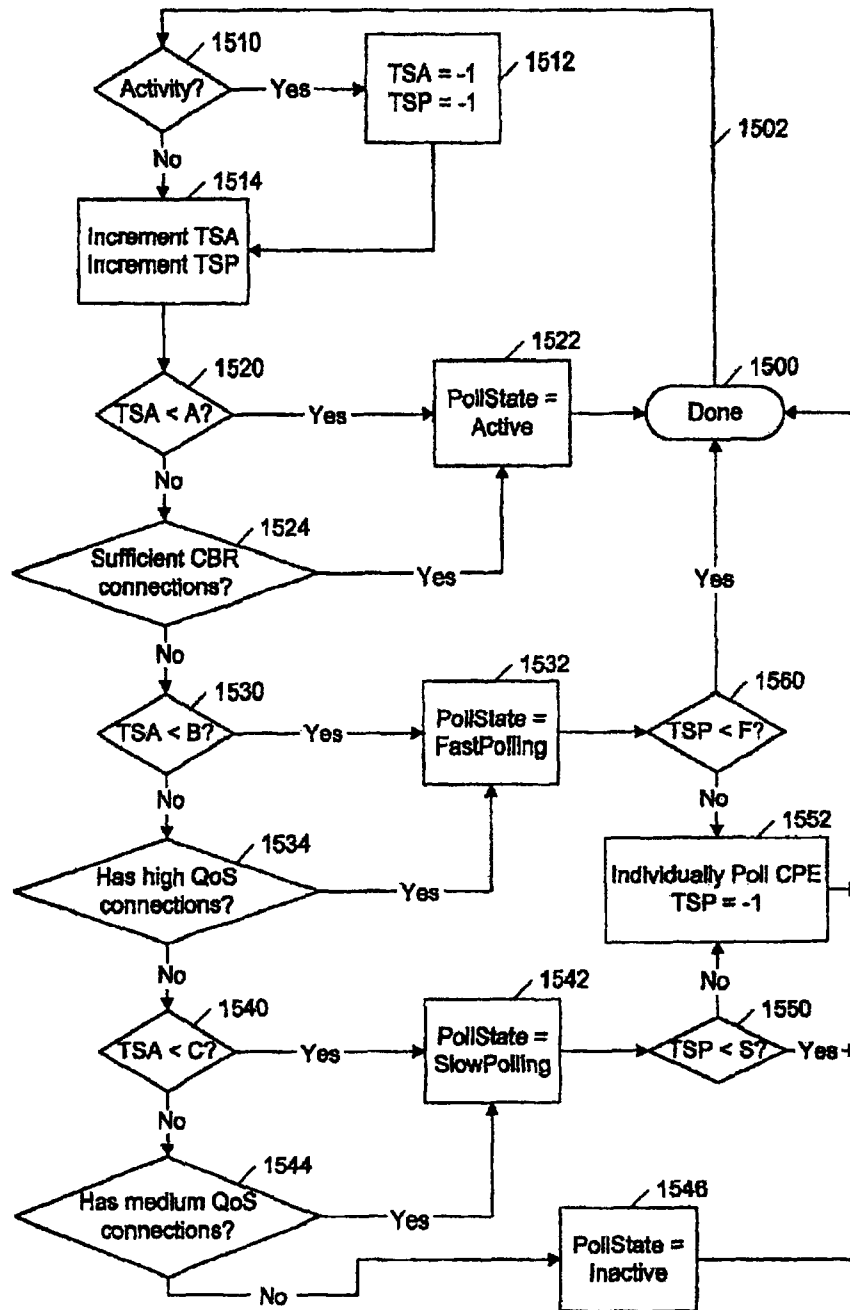 1510
Activity?
Yes
TSA = -1
TSP = -1
1512
1502
No
1514
Increment TSA
Increment TSP
1520
TSA < A?
Yes
1522
PollState =
Active
1500
Done
No
1524
Sufficient CBR
connections?
Yes
Yes
No
1530
TSA < B?
Yes
1532
PollState =
FastPolling
1560
TSP < F?
No
No
1534
Has high QoS
connections?
Yes
1552
Individually Poll CPE
TSP = -1
No
No
1540
TSA < C?
Yes
1542
PollState =
SlowPolling
1550
TSP < S?
Yes
No
1544
Has medium QoS
connections?
Yes
1546
PollState =
Inactive
No